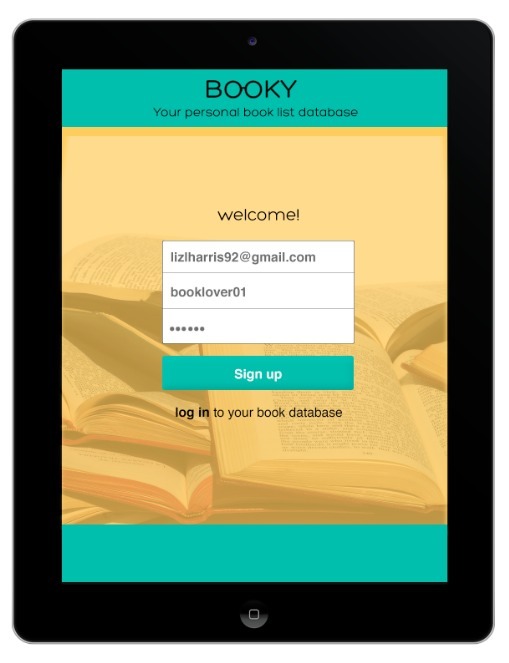 BOOKY
Your personal book list database
welcome!
lizlharris92@gmail.com
booklover01
••••••
Sign up
log in to your book database